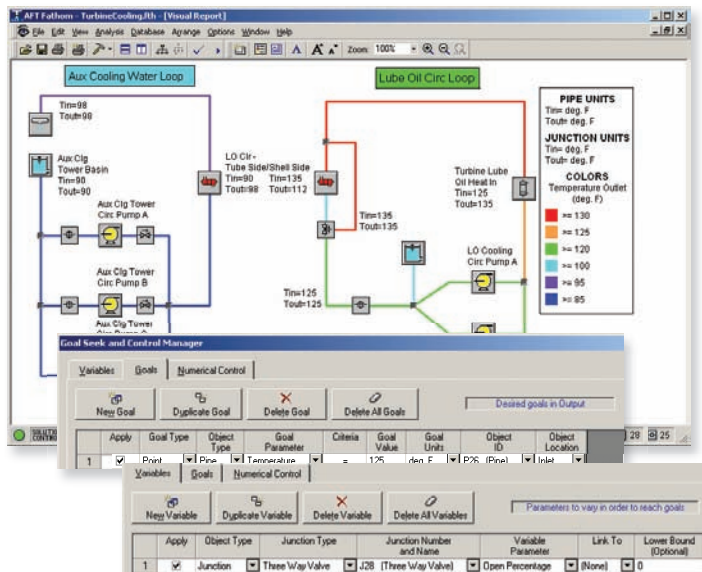 AFT Fathom - TurbineCooling.fth - [Visual Report]
File Edit View Analysis Database Arrange Options Window Help
Zoom: 100%
Aux Cooling Water Loop
Lube Oil Circ Loop
Tin=98
Tout=98
Aux Clg
Tower Basin
Tin=90
Tout=90
LO Clr -
Tube Side/Shell Side
Tin=90 Tin=135
Tout=98 Tout=112
Aux Clg Tower
Circ Pump A
Aux Clg Tower
Circ Pump B
Aux Clg Tower
Tin=135
Tout=135
Turbine Lube
Oil Heat In
Tin=125
Tout=135
LO Cooling
Circ Pump A
Tin=125
Tout=125
PIPE UNITS
Tin= deg. F
Tout= deg. F
JUNCTION UNITS
Tin= deg. F
Tout= deg. F
COLORS
Temperature Outlet
(deg. F)
>= 130
>= 125
>= 120
>= 100
>= 95
>= 85
28 25
Goal Seek and Control Manager
Variables Goals Numerical Control
New Goal Duplicate Goal Delete Goal Delete All Goals
Desired goals in Output
Apply Goal Type Object Type Goal Parameter Criteria Goal Value Goal Units Object ID Object Location
1 Point Pipe Temperature = 125 deg. F P26 (Pipe) Inlet
Variables Goals Numerical Control
New Variable Duplicate Variable Delete Variable Delete All Variables
Parameters to vary in order to reach goals
Apply Object Type Junction Type Junction Number and Name Variable Parameter Link To Lower Bound (Optional)
1 Junction Three Way Valve J28 (Three Way Valve) Open Percentage (None) 0